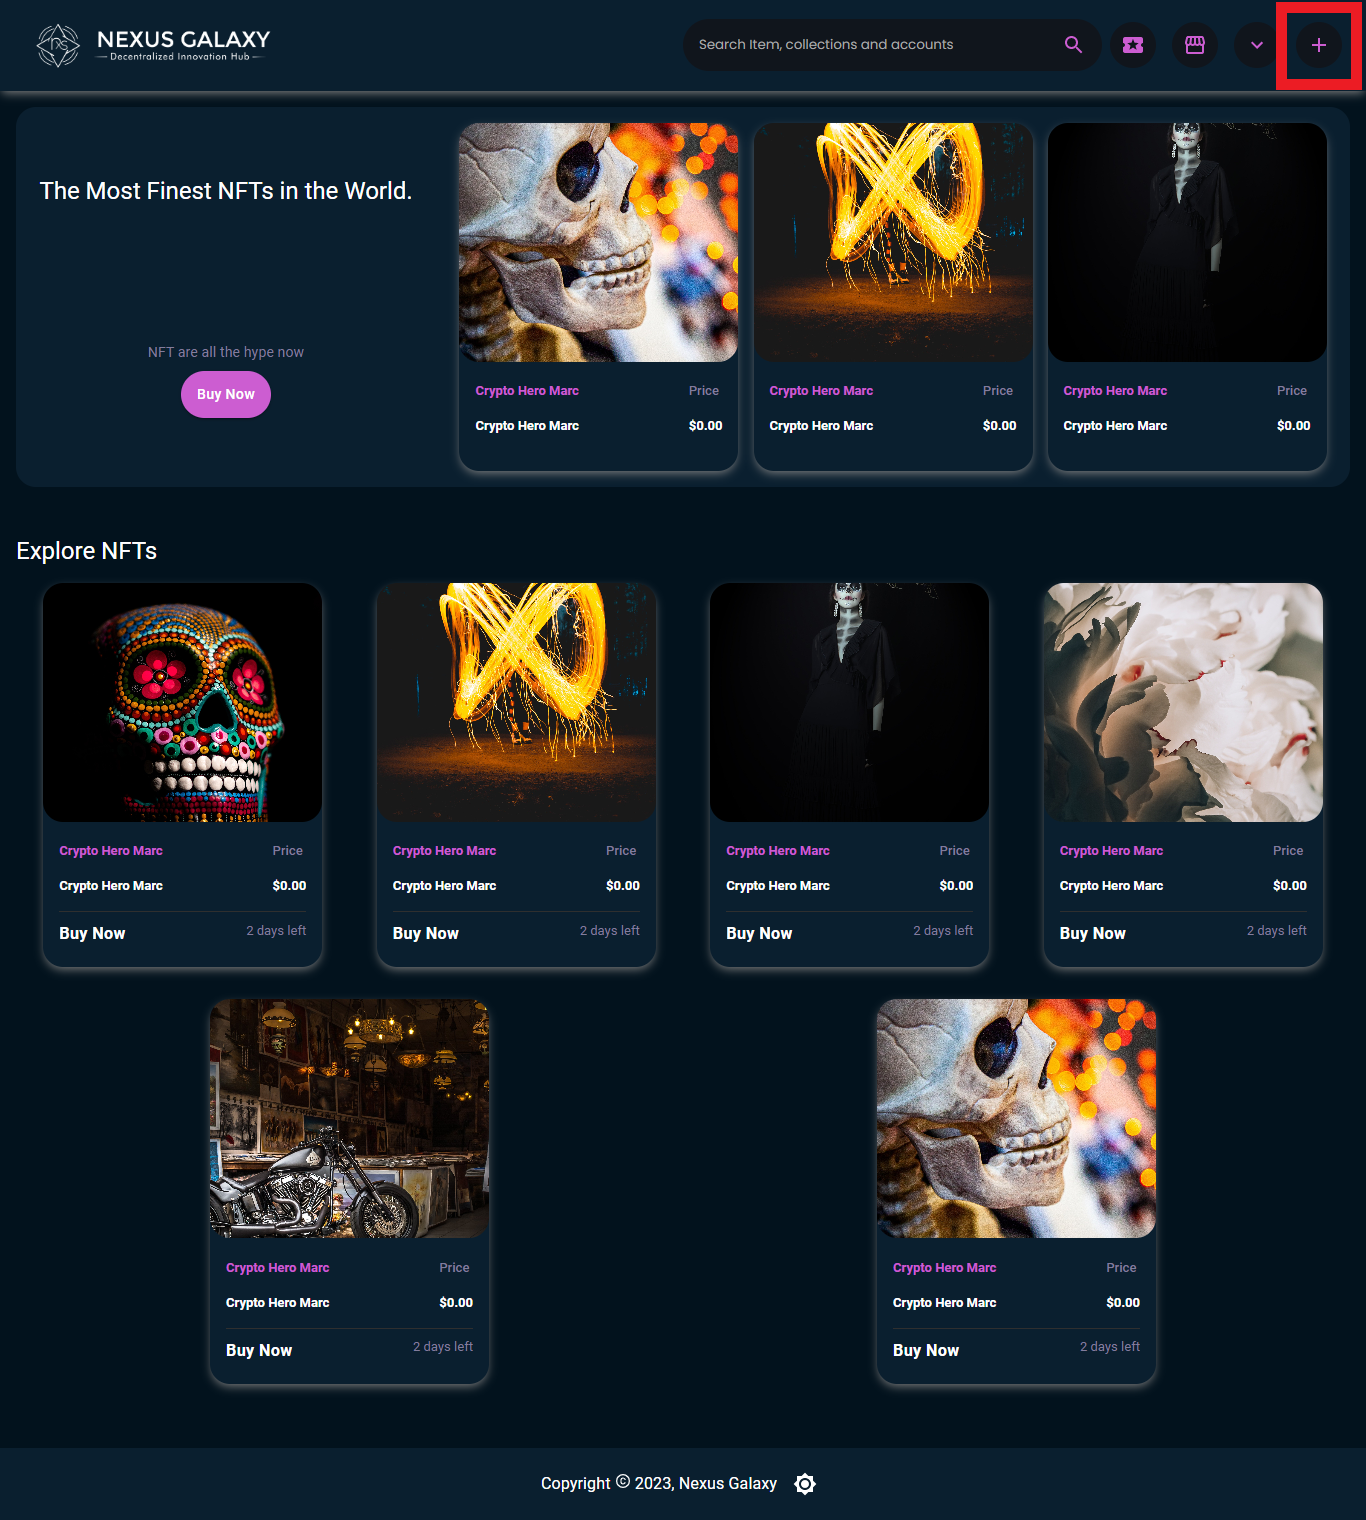 NEXUS GALAXY
Decentralized Innovation Hub
Search Item, collections and accounts
The Most Finest NFTs in the World.
NFT are all the hype now
Buy Now
Crypto Hero Marc Price
Crypto Hero Marc $0.00
Crypto Hero Marc Price
Crypto Hero Marc $0.00
Crypto Hero Marc Price
Crypto Hero Marc $0.00
Explore NFTs
Crypto Hero Marc Price
Crypto Hero Marc $0.00
Buy Now 2 days left
Crypto Hero Marc Price
Crypto Hero Marc $0.00
Buy Now 2 days left
Crypto Hero Marc Price
Crypto Hero Marc $0.00
Buy Now 2 days left
Crypto Hero Marc Price
Crypto Hero Marc $0.00
Buy Now 2 days left
Crypto Hero Marc Price
Crypto Hero Marc $0.00
Buy Now 2 days left
Crypto Hero Marc Price
Crypto Hero Marc $0.00
Buy Now 2 days left
Copyright © 2023, Nexus Galaxy